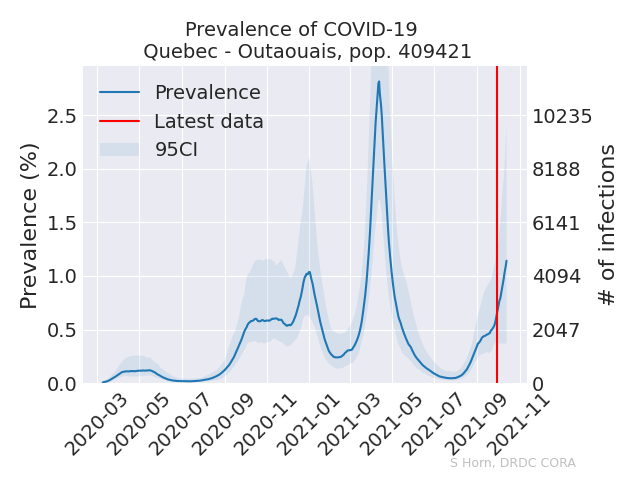 Prevalence of COVID-19
Quebec - Outaouais, pop. 409421
Prevalence
Latest data
95CI
Prevalence (%)
2.5
2.0
1.5
1.0
0.5
0.0
10235
8188
6141
4094
2047
0
# of infections
2020-03
2020-05
2020-07
2020-09
2020-11
2021-01
2021-03
2021-05
2021-07
2021-09
2021-11
S Horn, DRDC CORA